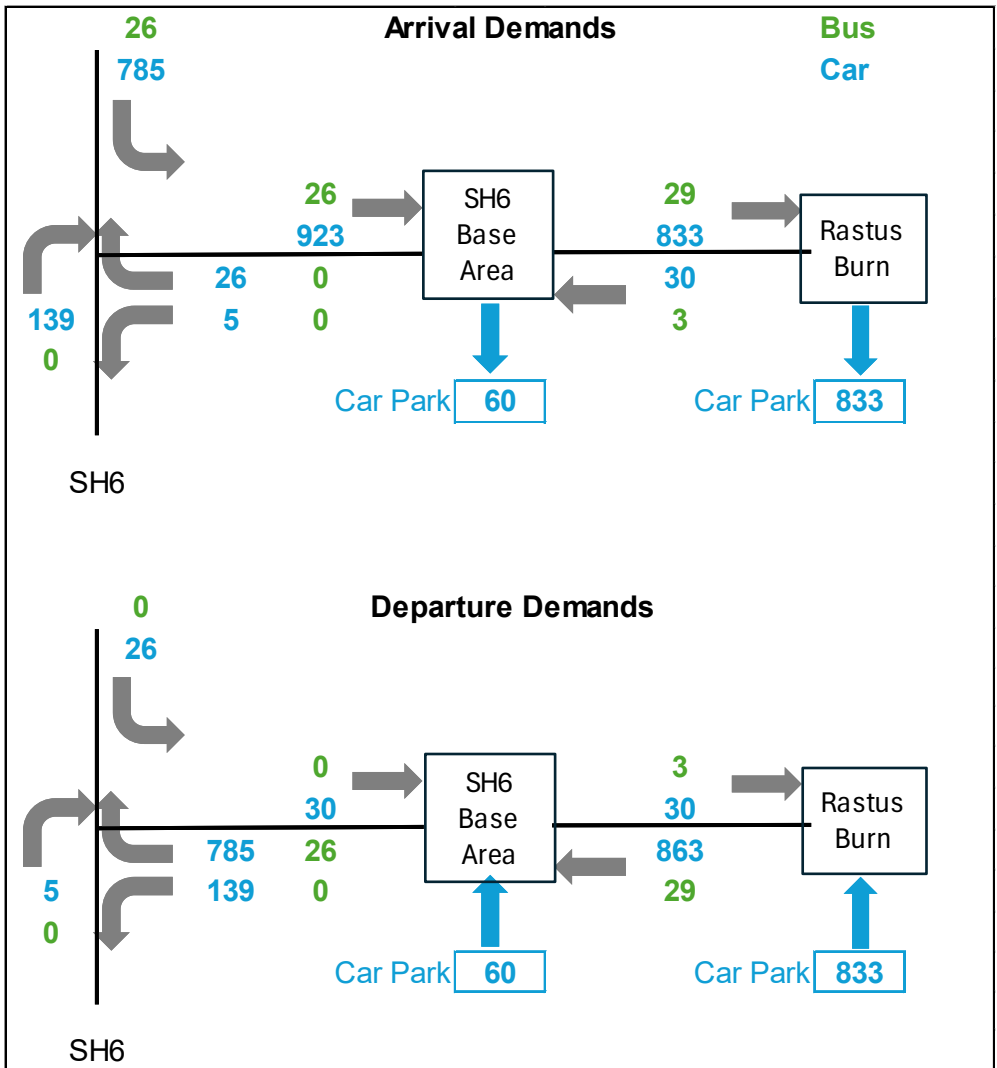 26 Arrival Demands Bus
785 Car
26 SH6 29
923 Base 833 Rastus
26 0 Area 30 Burn
139 5 0 3
0
Car Park 60 Car Park 833
SH6
0 Departure Demands
26
0 SH6 3
30 Base 30 Rastus
785 26 Area 863 Burn
5 139 0 29
0
Car Park 60 Car Park 833
SH6